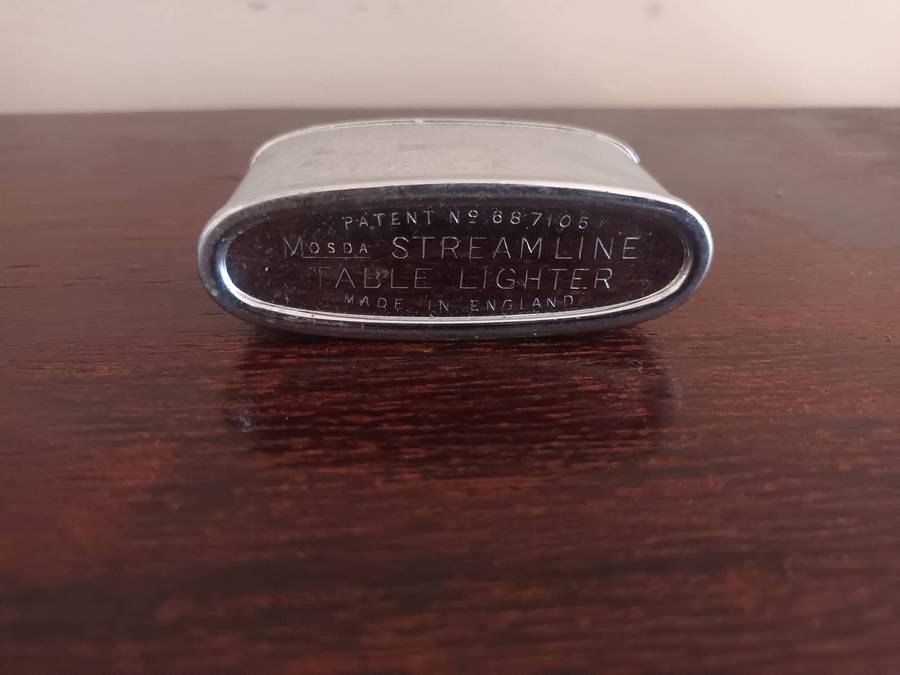 PATENT Nº 687105
MOSDA STREAMLINE
TABLE LIGHTER
MADE IN ENGLAND